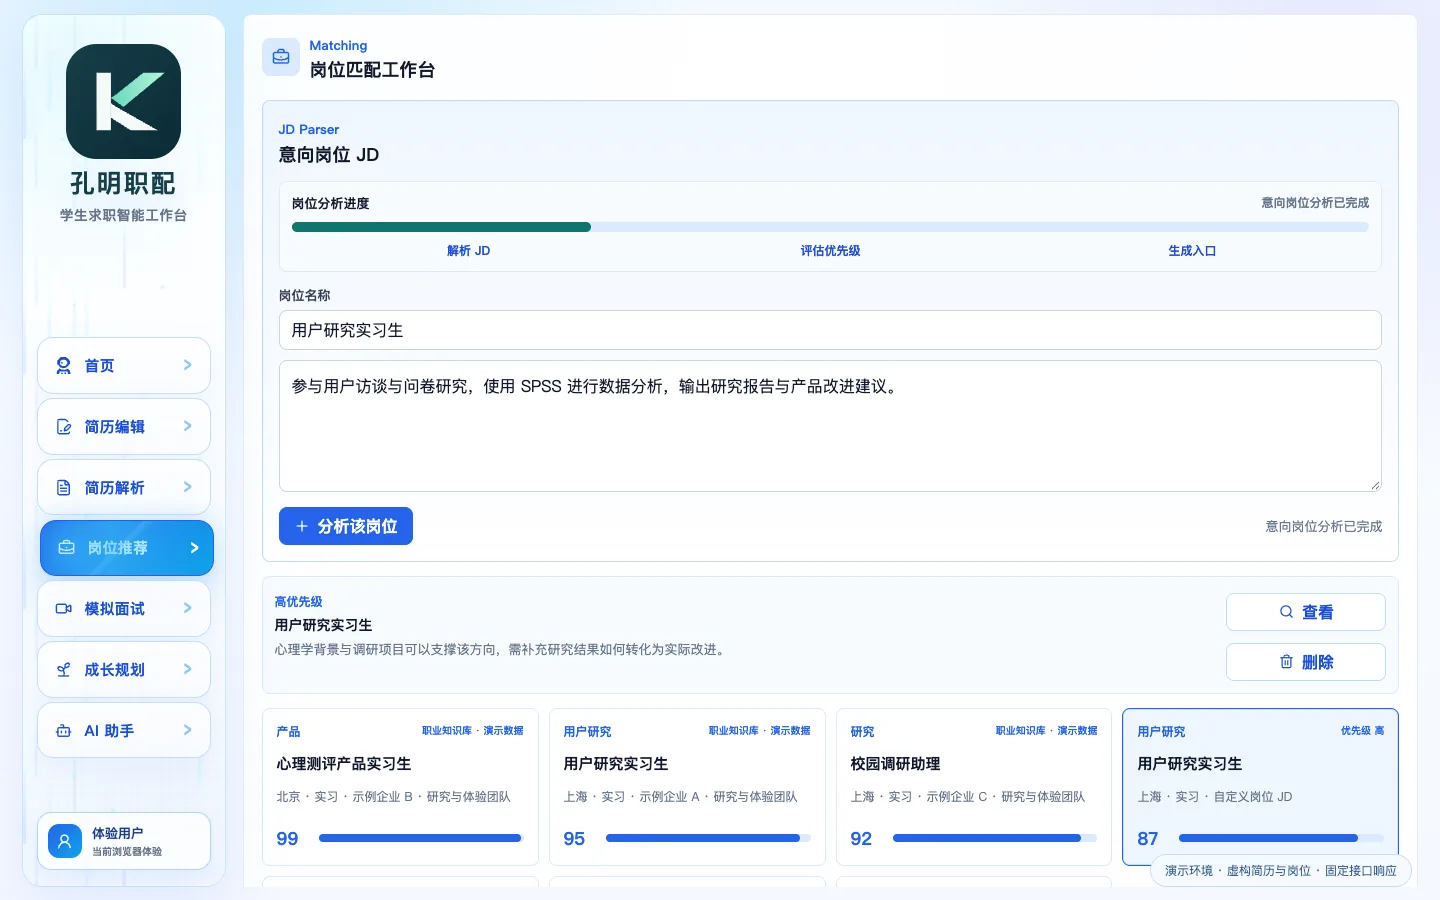 孔明职配
学生求职智能工作台
首页
简历编辑
简历解析
岗位推荐
模拟面试
成长规划
AI 助手
体验用户
当前浏览器体验
Matching
岗位匹配工作台
JD Parser
意向岗位 JD
岗位分析进度
意向岗位分析已完成
解析 JD
评估优先级
生成入口
岗位名称
用户研究实习生
参与用户访谈与问卷研究，使用 SPSS 进行数据分析，输出研究报告与产品改进建议。
分析该岗位
意向岗位分析已完成
高优先级
用户研究实习生
心理学背景与调研项目可以支撑该方向，需补充研究结果如何转化为实际改进。
查看
删除
产品
职业知识库 · 演示数据
心理测评产品实习生
北京 · 实习 · 示例企业 B · 研究与体验团队
99
用户研究
职业知识库 · 演示数据
用户研究实习生
上海 · 实习 · 示例企业 A · 研究与体验团队
95
研究
职业知识库 · 演示数据
校园调研助理
上海 · 实习 · 示例企业 C · 研究与体验团队
92
用户研究
优先级 高
用户研究实习生
上海 · 实习 · 自定义岗位 JD
87
演示环境 · 虚构简历与岗位 · 固定接口响应